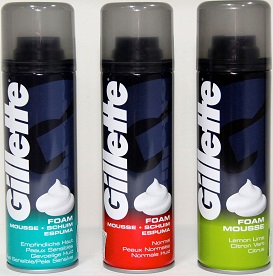 Gillette
FOAM
MOUSSE • SCHUIM
ESPUMA
Empfindliche Haut
Peaux Sensibles
Gevoelige Huid
Gillette
FOAM
MOUSSE • SCHUIM
ESPUMA
Normal
Peaux Normales
Normale Huid
Gillette
FOAM
MOUSSE
Lemon Lime
Citron Vert
Citrus